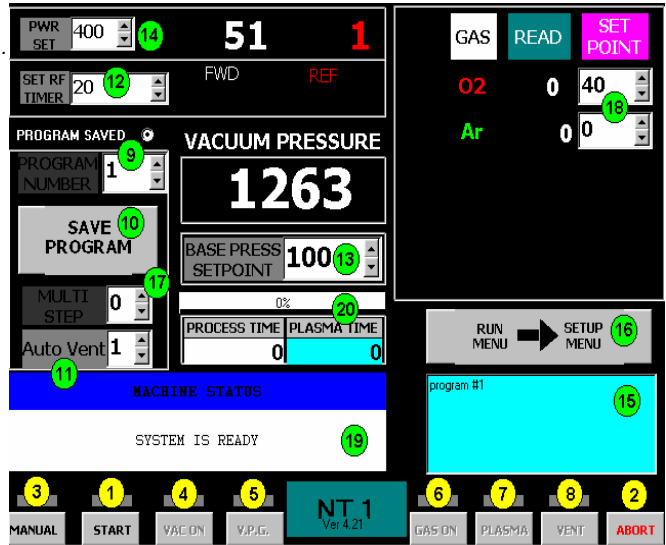 PWR SET 400 14 51 1
FWD REF
SET RF TIMER 20 12
PROGRAM SAVED 9
PROGRAM NUMBER 1
SAVE PROGRAM 10
17
MULTI STEP 0
Auto Vent 1
11
VACUUM PRESSURE
1263
BASE PRESS SETPOINT 100 13
0%
20
PROCESS TIME PLASMA TIME
0 0
MACHINE STATUS
SYSTEM IS READY 19
GAS READ SET POINT
O2 0 40
18
Ar 0 0
RUN MENU SETUP MENU 16
program #1
15
3 1 4 5 6 7 8 2
MANUAL START VAC ON V.P.G. NT 1 GAS ON PLASMA VENT ABORT
Ver 4.21